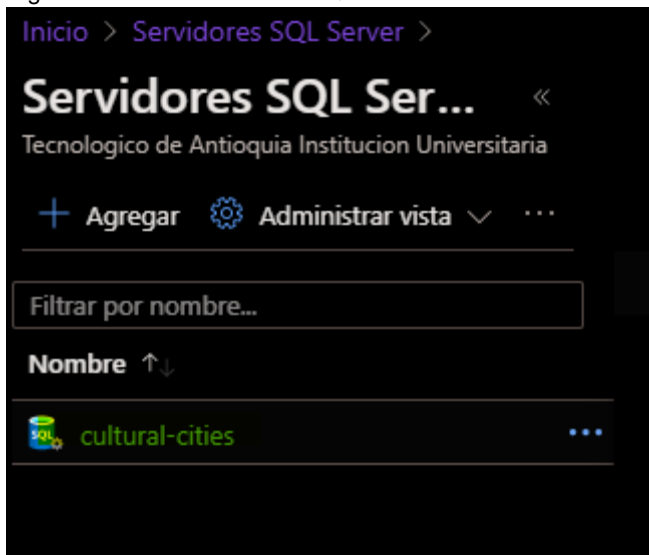 Inicio > Servidores SQL Server >
Servidores SQL Ser... «
Tecnologico de Antioquia Institucion Universitaria
+ Agregar Administrar vista ...
Filtrar por nombre...
Nombre ↑↓
SQL cultural-cities ...